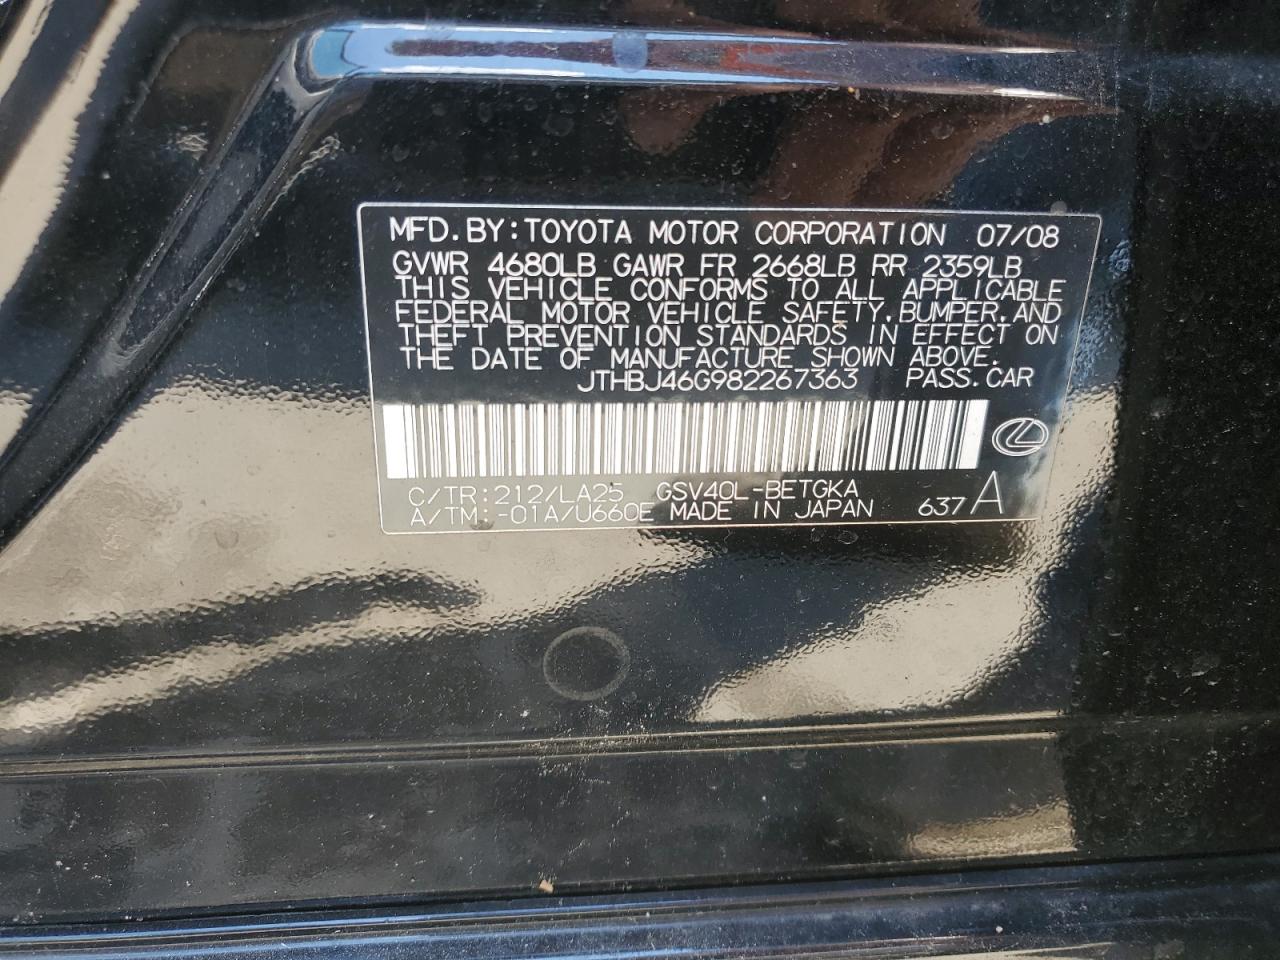 MFD.BY:TOYOTA MOTOR CORPORATION 07/08
GVWR 4680LB GAWR FR 2668LB RR 2359LB
THIS VEHICLE CONFORMS TO ALL APPLICABLE
FEDERAL MOTOR VEHICLE SAFETY,BUMPER,AND
THEFT PREVENTION STANDARDS IN EFFECT ON
THE DATE OF MANUFACTURE SHOWN ABOVE.
JTHBJ46G982267363 PASS.CAR
C/TR:212/LA25 GSV40L-BETGKA
A/TM:-01A/U660E MADE IN JAPAN 637 A